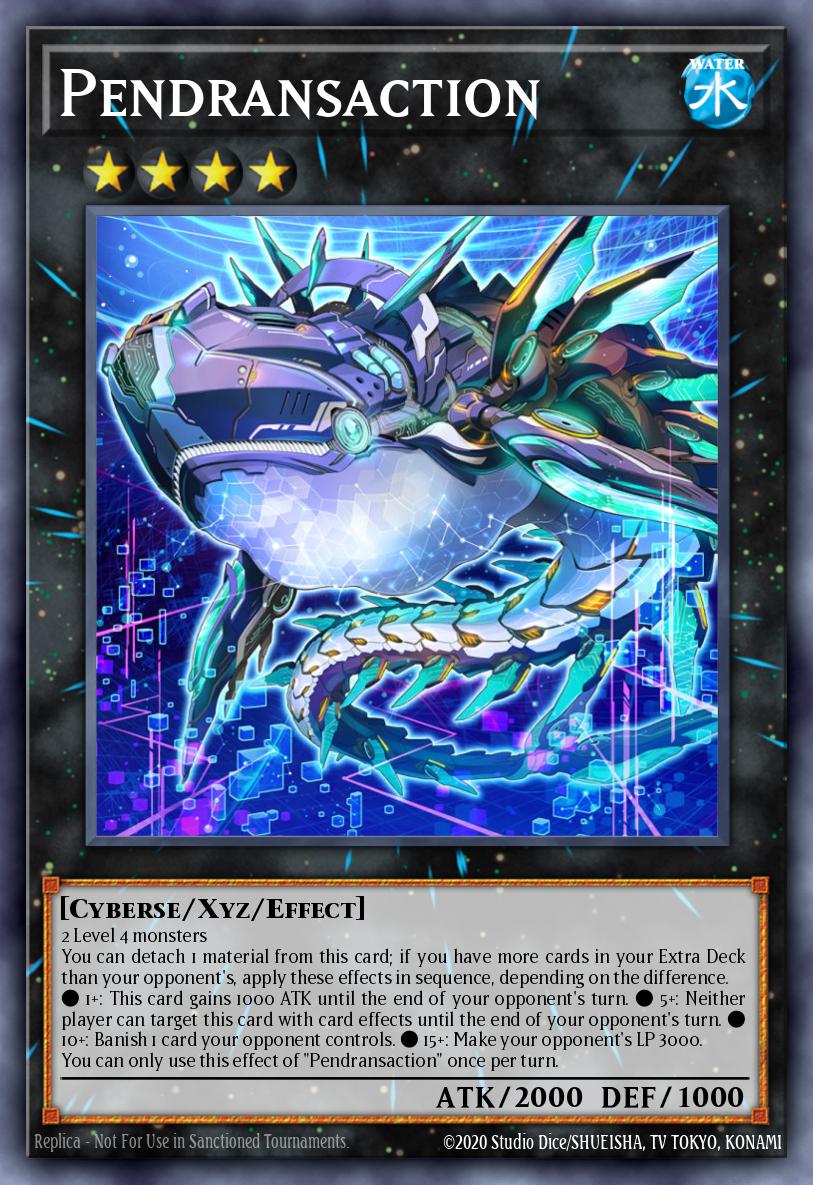 Pendransaction
WATER
水
[Cyberse/Xyz/Effect]
2 Level 4 monsters
You can detach 1 material from this card; if you have more cards in your Extra Deck
than your opponent's, apply these effects in sequence, depending on the difference.
● 1+: This card gains 1000 ATK until the end of your opponent's turn. ● 5+: Neither
player can target this card with card effects until the end of your opponent's turn. ●
10+: Banish 1 card your opponent controls. ● 15+: Make your opponent's LP 3000.
You can only use this effect of "Pendransaction" once per turn.
ATK/2000 DEF/1000
Replica - Not For Use in Sanctioned Tournaments.
©2020 Studio Dice/SHUEISHA, TV TOKYO, KONAMI